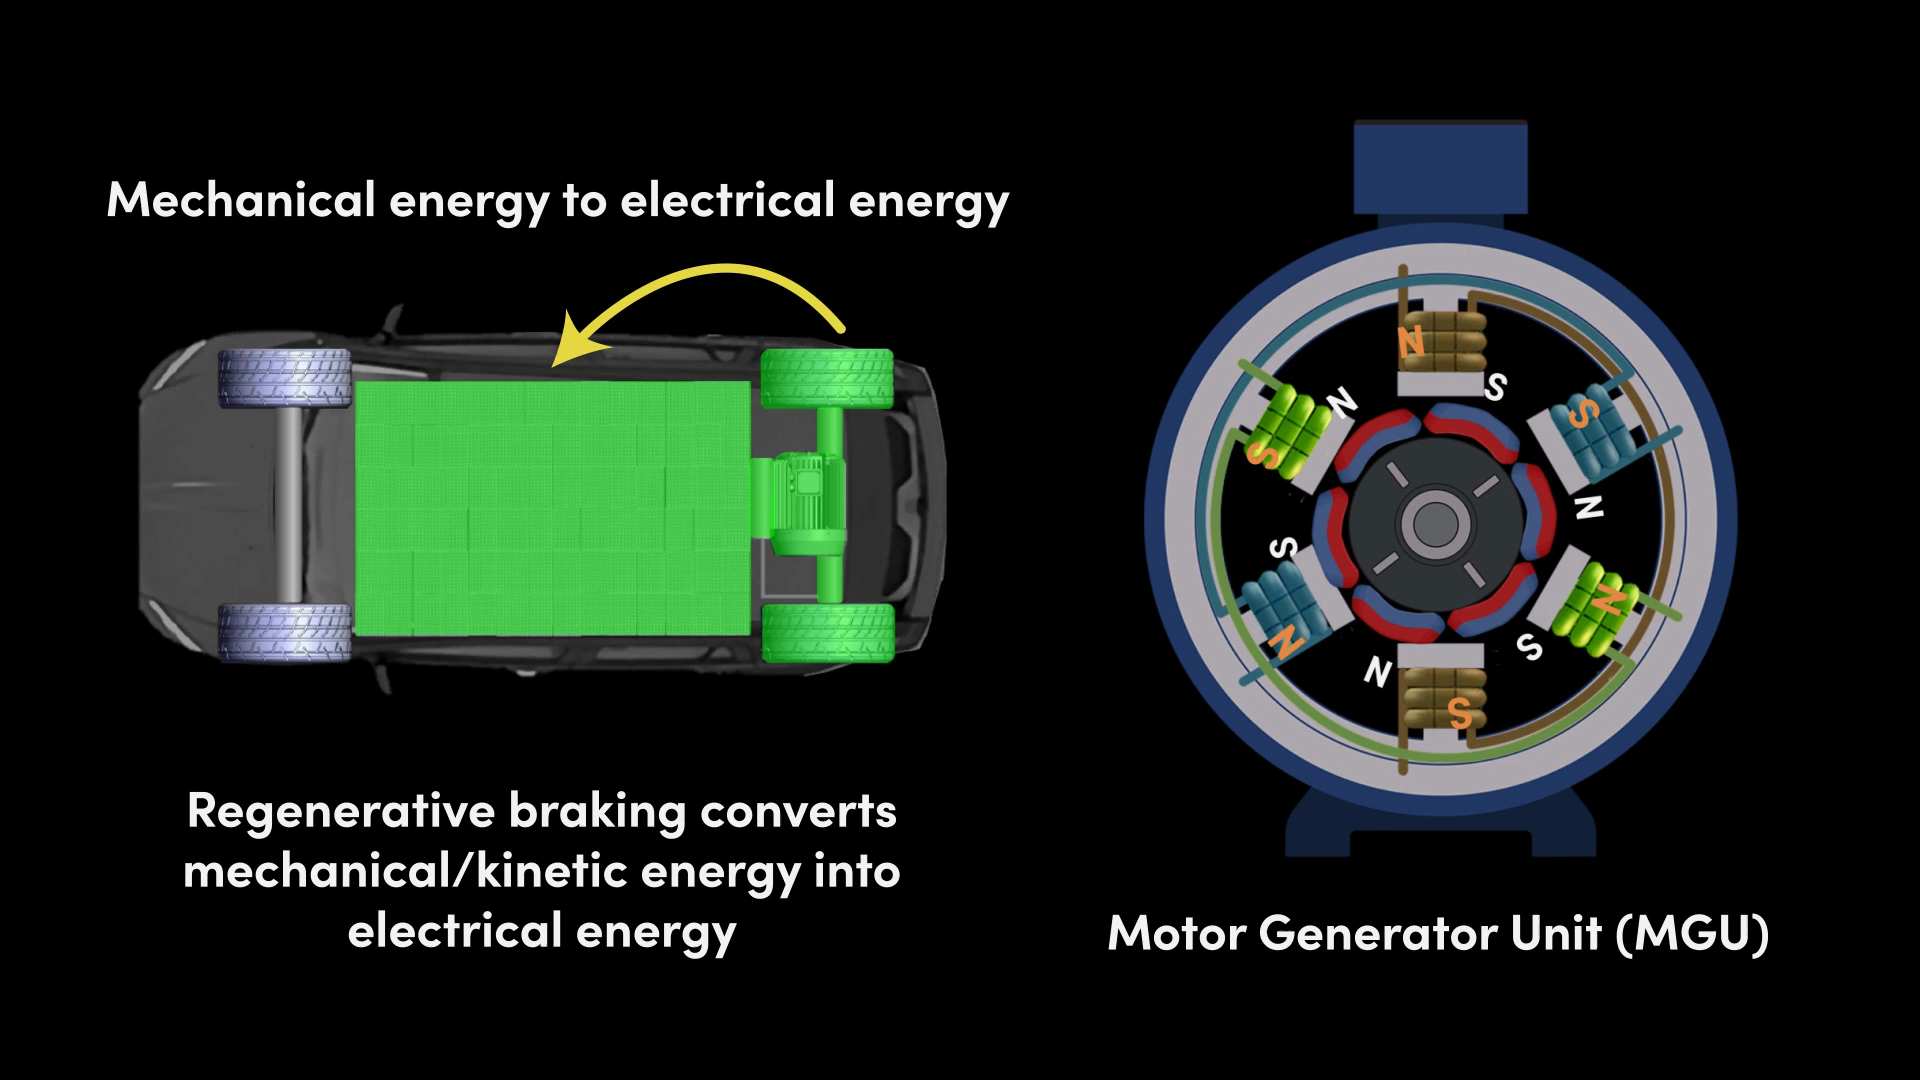 Mechanical energy to electrical energy
Regenerative braking converts
mechanical/kinetic energy into
electrical energy
N
S
N
S
S
N
S
N
S
N
N
S
Motor Generator Unit (MGU)